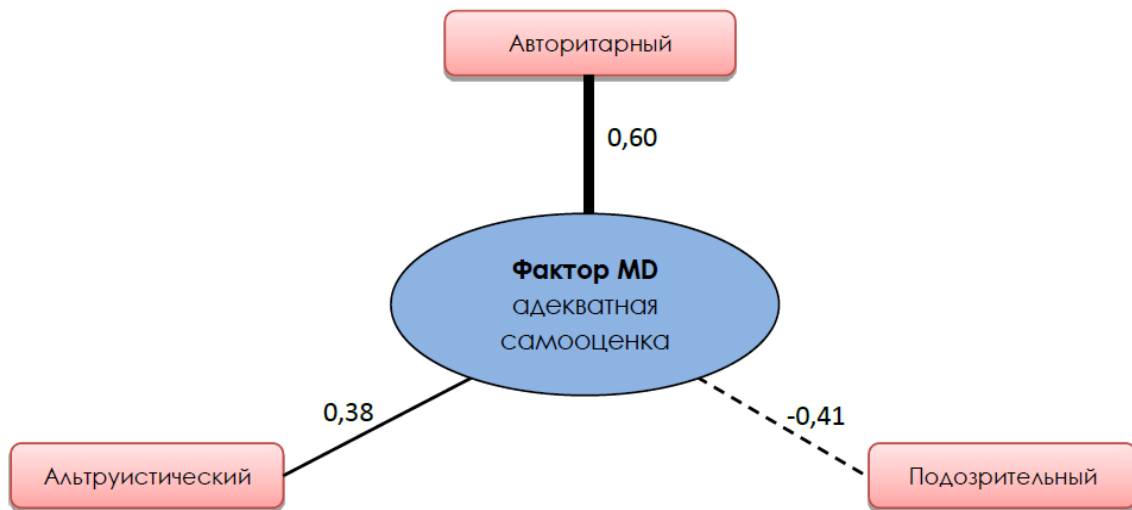 Авторитарный
0,60
Фактор MD
адекватная
самооценка
0,38
-0,41
Альтруистический
Подозрительный